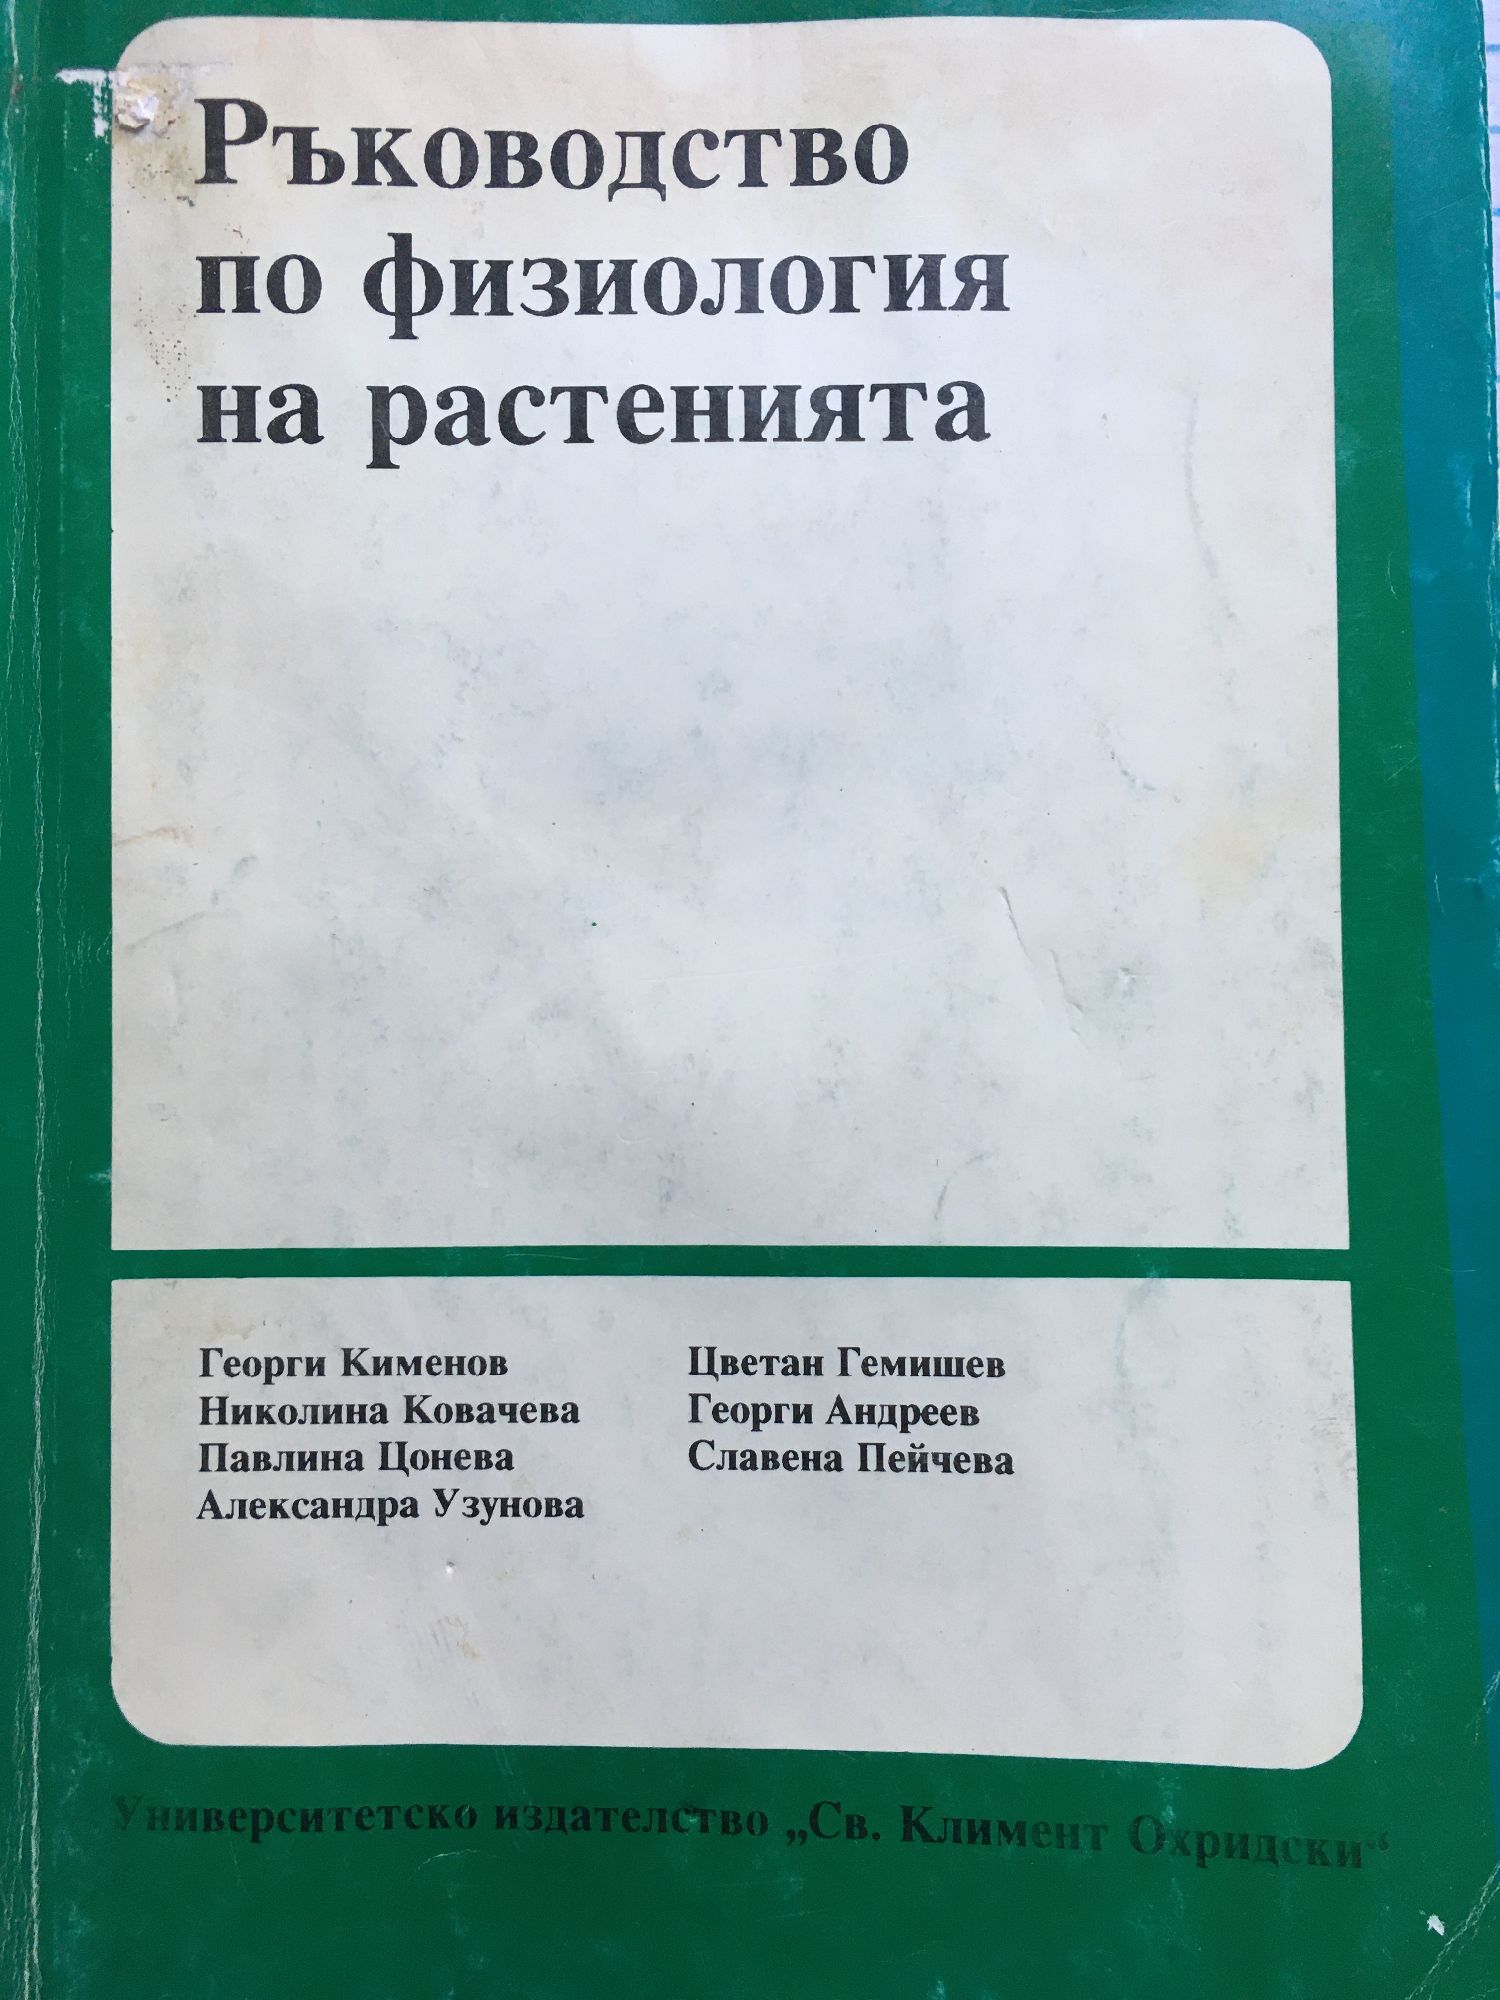 Ръководство
по физиология
на растенията
Георги Кименов
Николина Ковачева
Павлина Цонева
Александра Узунова
Цветан Гемишев
Георги Андреев
Славена Пейчева
Университетско издателство „Св. Климент Охридски“